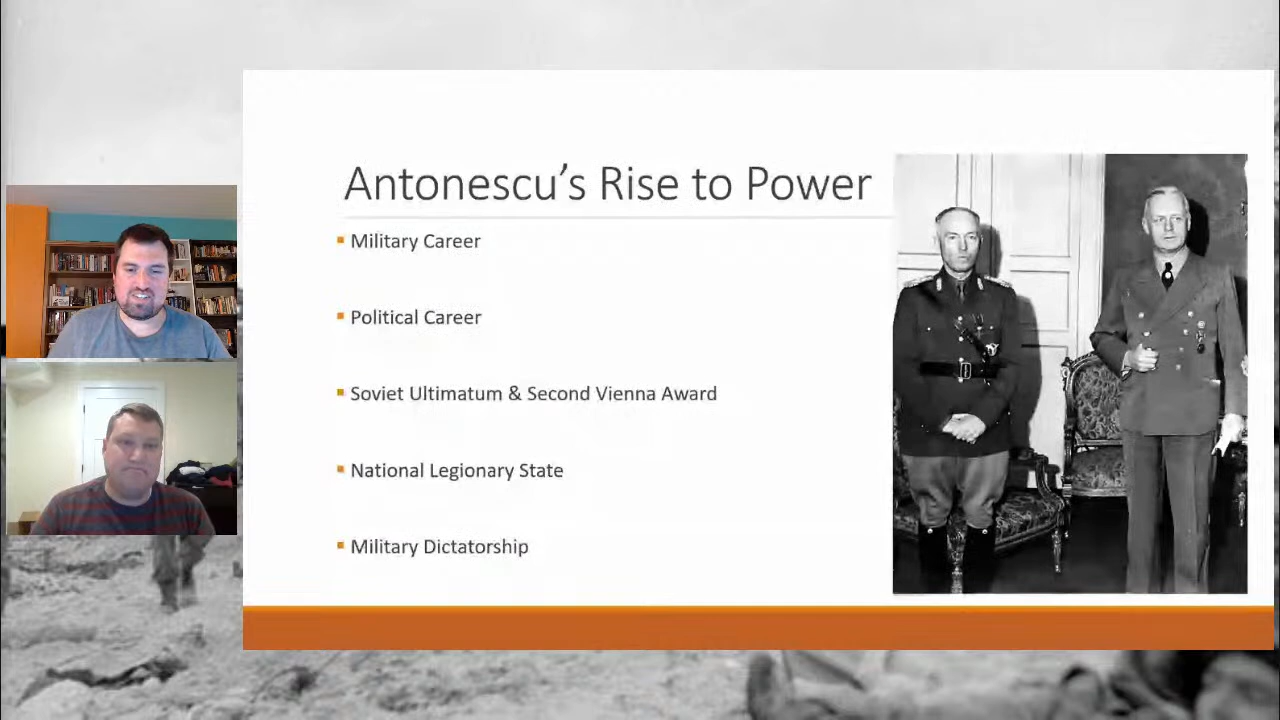 Antonescu’s Rise to Power
Military Career
Political Career
Soviet Ultimatum & Second Vienna Award
National Legionary State
Military Dictatorship